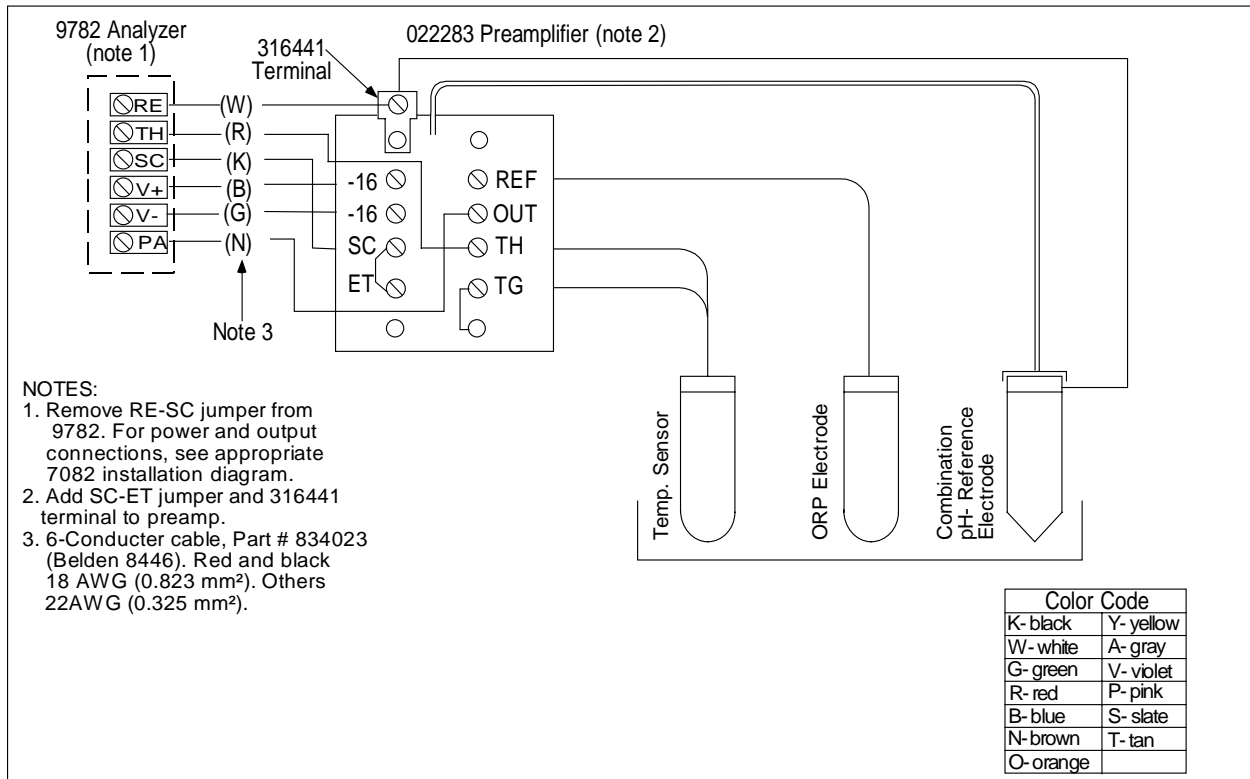 9782 Analyzer
(note 1)
316441
Terminal
022283 Preamplifier (note 2)
RE (W)
TH (R)
SC (K)
V+ (B)
V- (G)
PA (N)
Note 3
-16
-16
SC
ET
REF
OUT
TH
TG
Temp. Sensor
ORP Electrode
Combination
pH- Reference
Electrode
NOTES:
1. Remove RE-SC jumper from
9782. For power and output
connections, see appropriate
7082 installation diagram.
2. Add SC-ET jumper and 316441
terminal to preamp.
3. 6-Conducter cable, Part # 834023
(Belden 8446). Red and black
18 AWG (0.823 mm²). Others
22AWG (0.325 mm²).
Color Code
K- black Y- yellow
W- white A- gray
G- green V- violet
R- red P- pink
B- blue S- slate
N- brown T- tan
O- orange